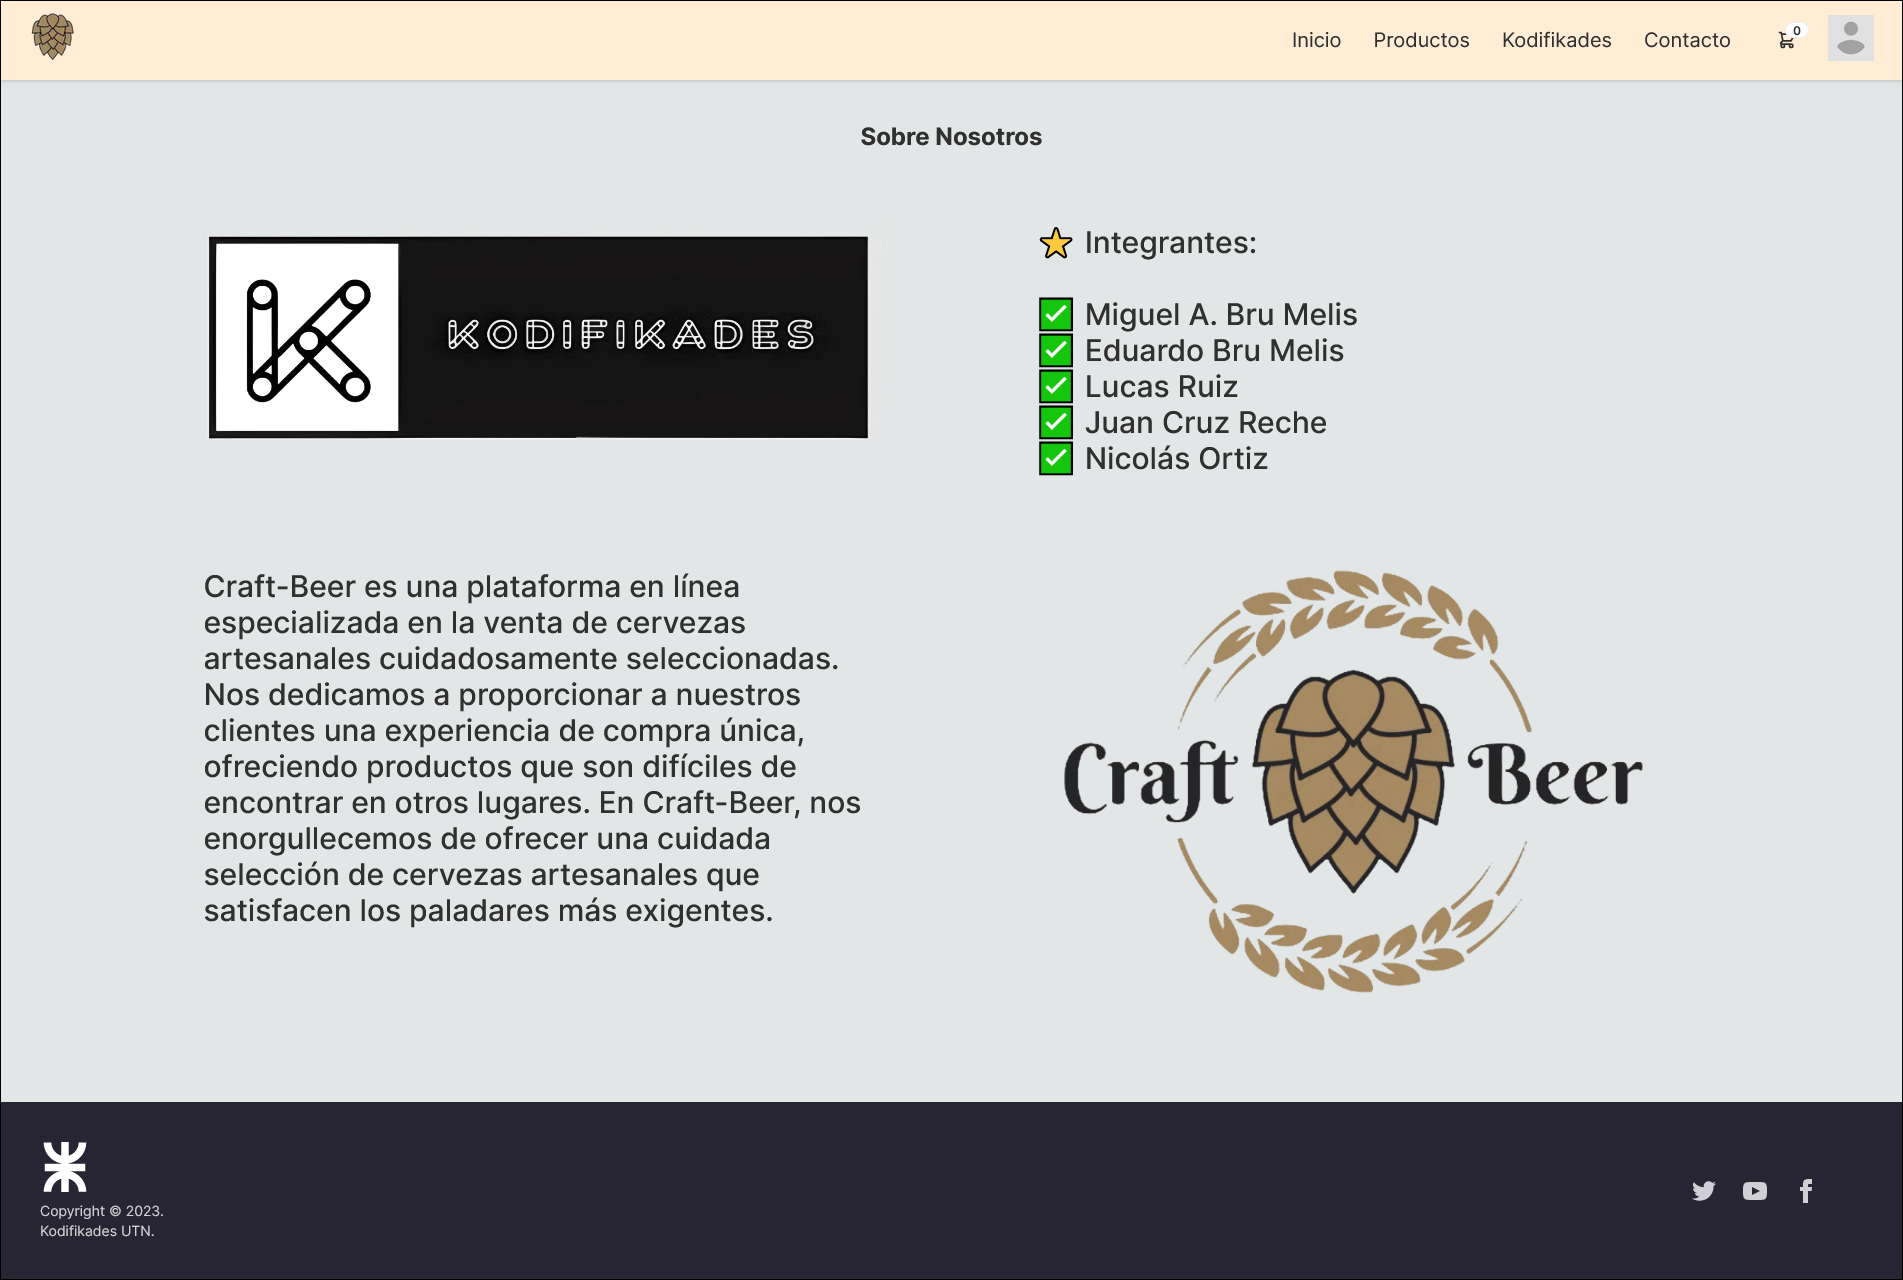 Inicio Productos Kodifikades Contacto 0
Sobre Nosotros
KODIFIKADES
Integrantes:
Miguel A. Bru Melis
Eduardo Bru Melis
Lucas Ruiz
Juan Cruz Reche
Nicolás Ortiz
Craft-Beer es una plataforma en línea
especializada en la venta de cervezas
artesanales cuidadosamente seleccionadas.
Nos dedicamos a proporcionar a nuestros
clientes una experiencia de compra única,
ofreciendo productos que son difíciles de
encontrar en otros lugares. En Craft-Beer, nos
enorgullecemos de ofrecer una cuidada
selección de cervezas artesanales que
satisfacen los paladares más exigentes.
Craft Beer
Copyright © 2023.
Kodifikades UTN.